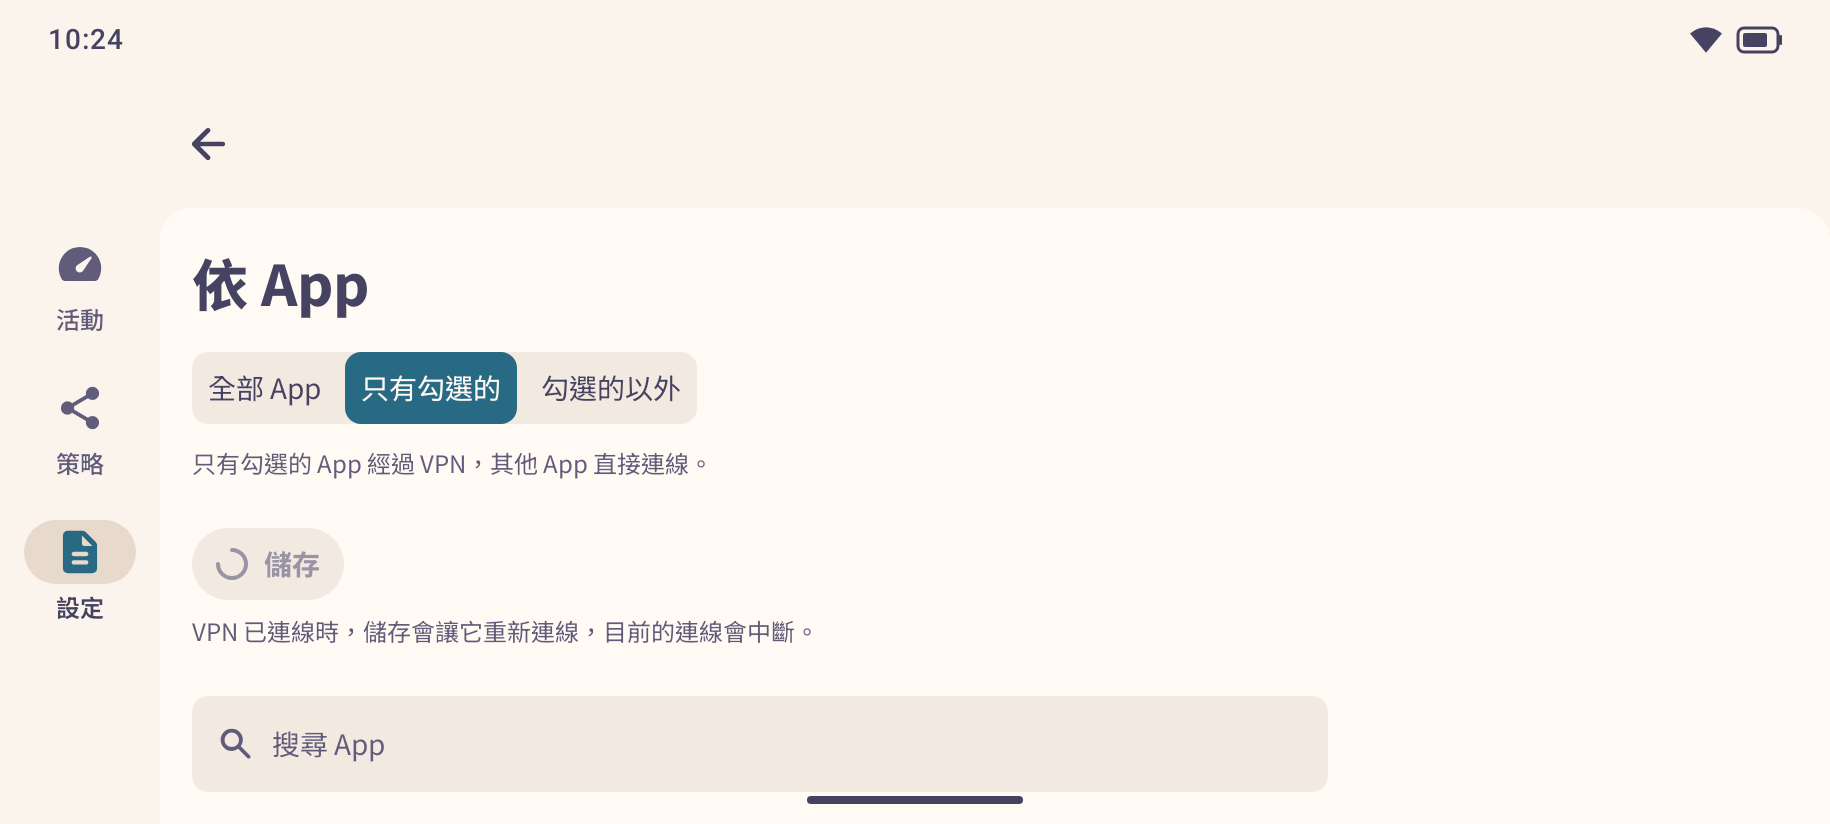 10:24
活動
策略
設定
依 App
全部 App
只有勾選的
勾選的以外
只有勾選的 App 經過 VPN，其他 App 直接連線。
儲存
VPN 已連線時，儲存會讓它重新連線，目前的連線會中斷。
搜尋 App